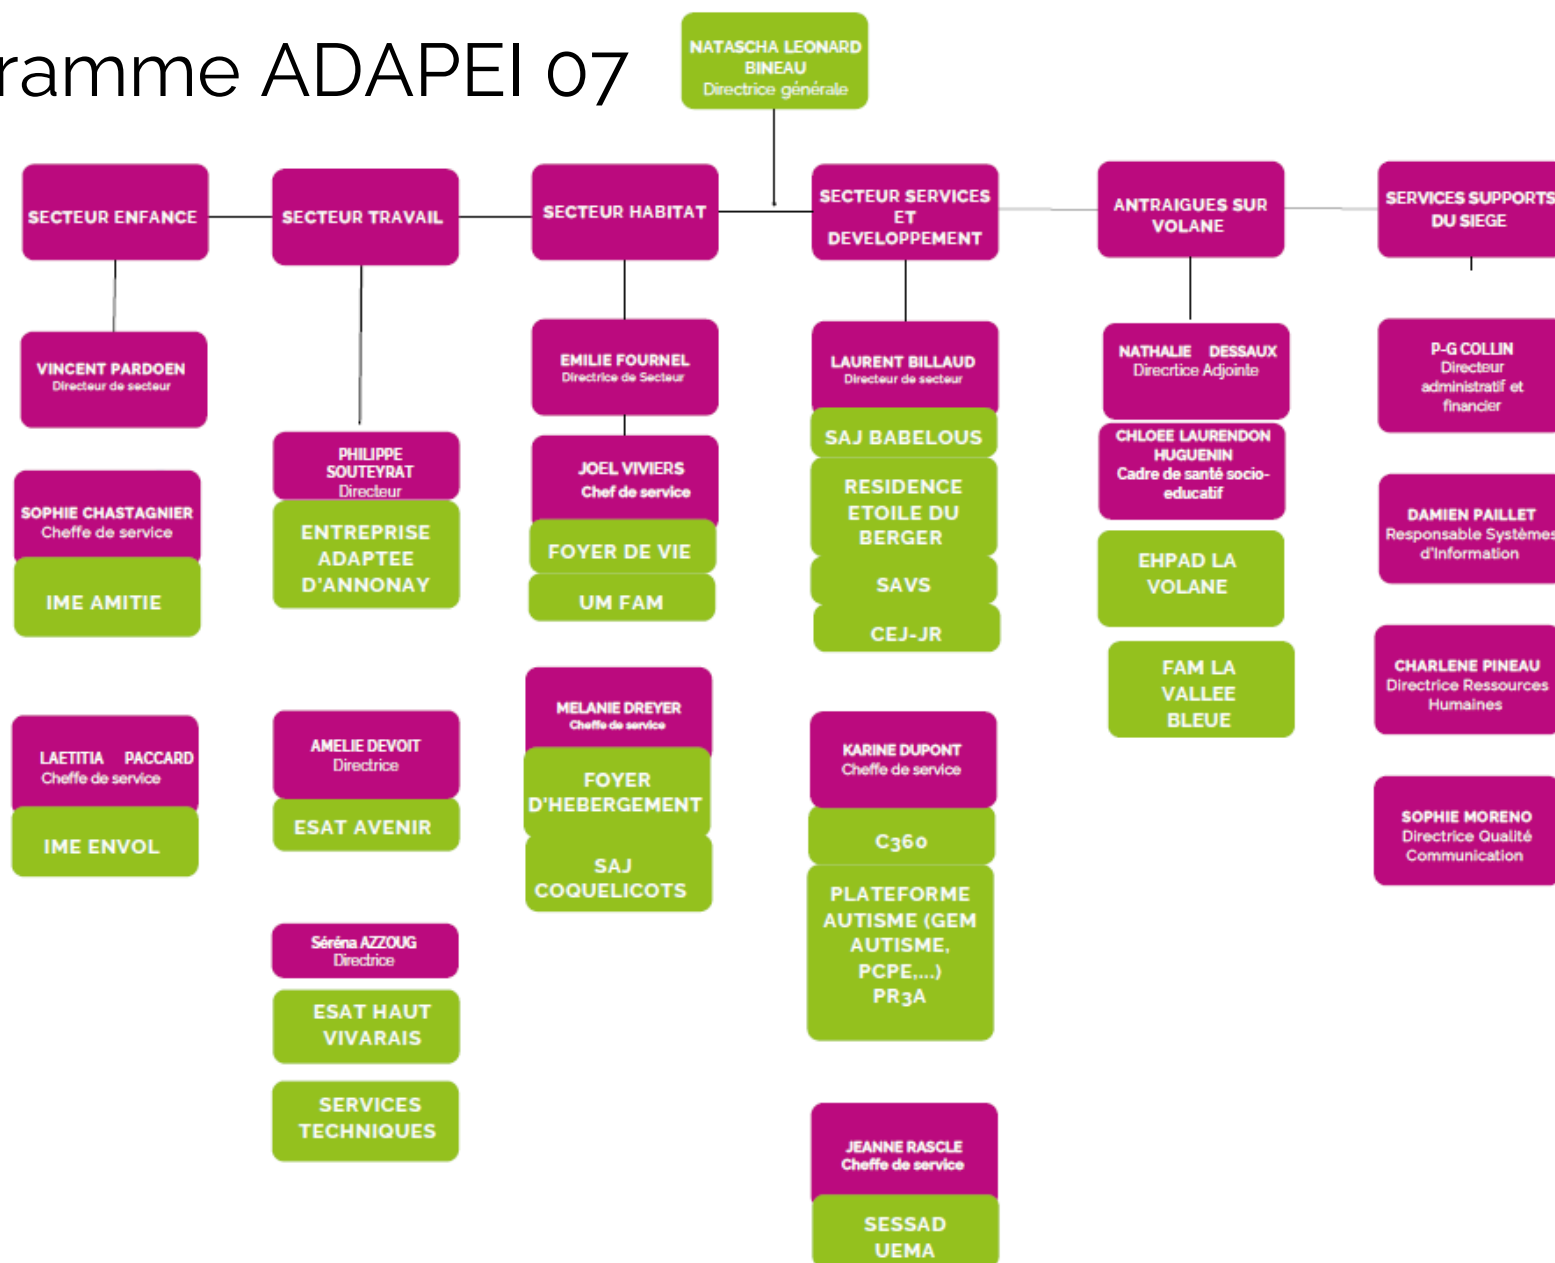 ramme ADAPEI 07
NATASCHA LEONARD
BINEAU
Directrice générale
SECTEUR ENFANCE
VINCENT PARDOEN
Directeur de secteur
SOPHIE CHASTAGNIER
Cheffe de service
IME AMITIE
LAETITIA PACCARD
Cheffe de service
IME ENVOL
SECTEUR TRAVAIL
PHILIPPE
SOUTEYRAT
Directeur
ENTREPRISE
ADAPTEE
D'ANNONAY
AMELIE DEVOIT
Directrice
ESAT AVENIR
Séréna AZZOUG
Directrice
ESAT HAUT
VIVARAIS
SERVICES
TECHNIQUES
SECTEUR HABITAT
EMILIE FOURNEL
Directrice de Secteur
JOEL VIVIERS
Chef de service
FOYER DE VIE
UM FAM
MELANIE DREYER
Cheffe de service
FOYER
D'HEBERGEMENT
SAJ
COQUELICOTS
SECTEUR SERVICES
ET
DEVELOPPEMENT
LAURENT BILLAUD
Directeur de secteur
SAJ BABELOUS
RESIDENCE
ETOILE DU
BERGER
SAVS
CEJ-JR
KARINE DUPONT
Cheffe de service
C360
PLATEFORME
AUTISME (GEM
AUTISME,
PCPE,...)
PR3A
JEANNE RASCLE
Cheffe de service
SESSAD
UEMA
ANTRAIGUES SUR
VOLANE
NATHALIE DESSAUX
Direcrtice Adjointe
CHLOEE LAURENDON
HUGUENIN
Cadre de santé socio-
educatif
EHPAD LA
VOLANE
FAM LA
VALLEE
BLEUE
SERVICES SUPPORTS
DU SIEGE
P-G COLLIN
Directeur
administratif et
financier
DAMIEN PAILLET
Responsable Systèmes
d'Information
CHARLENE PINEAU
Directrice Ressources
Humaines
SOPHIE MORENO
Directrice Qualité
Communication